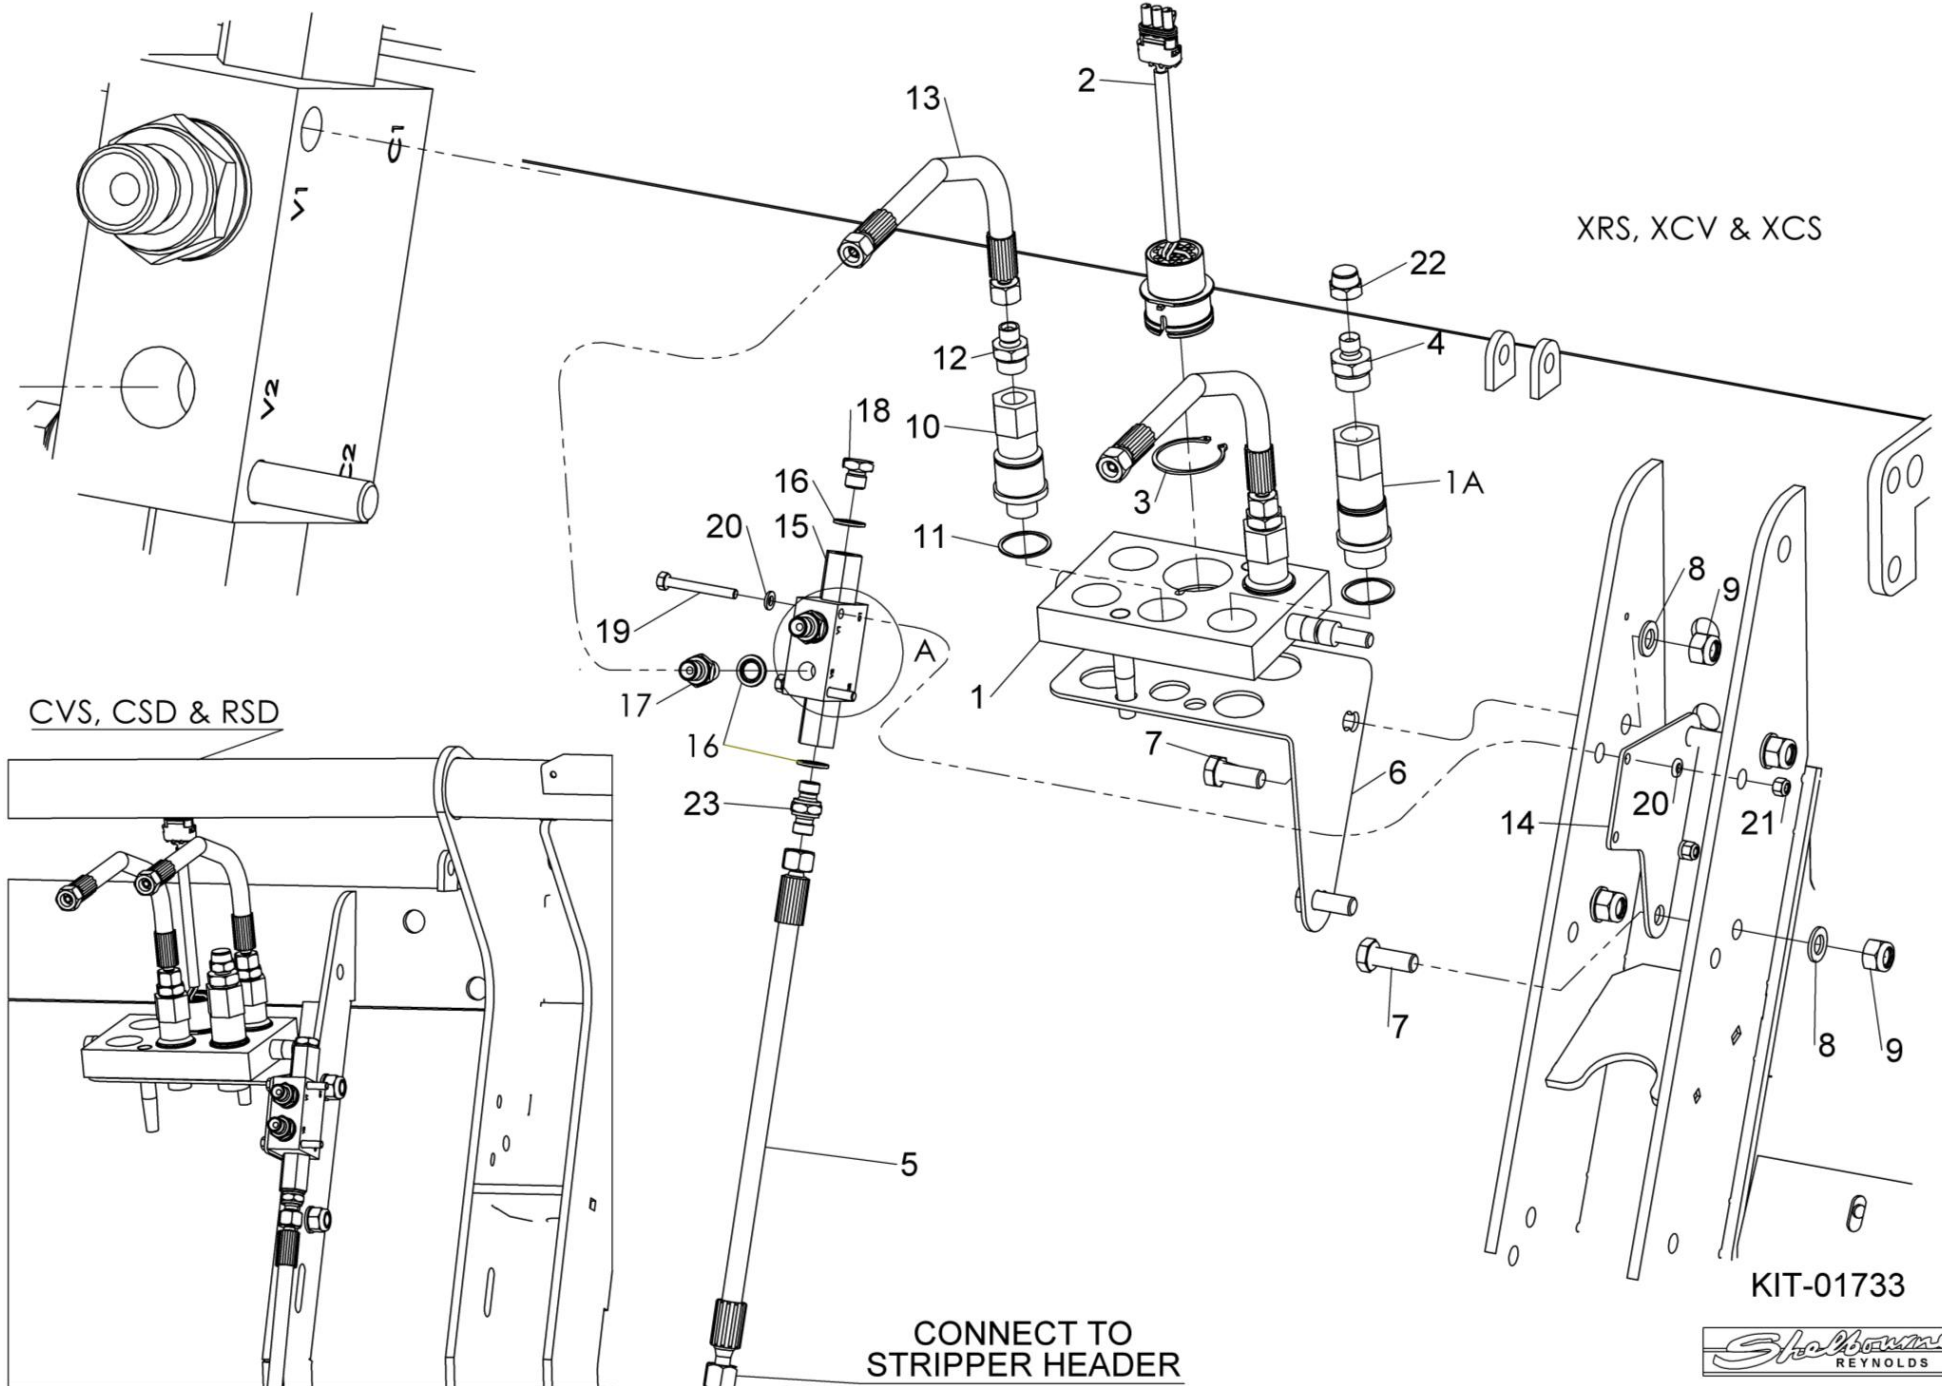 2
13
C1
V1
XRS, XCV & XCS
22
4
12
V2
18
10
C2
3
1A
16
20
15
11
8
9
19
A
17
1
CVS, CSD & RSD
16
7
6
23
20
14
21
7
8
9
5
KIT-01733
CONNECT TO
STRIPPER HEADER
Shelbourne
REYNOLDS